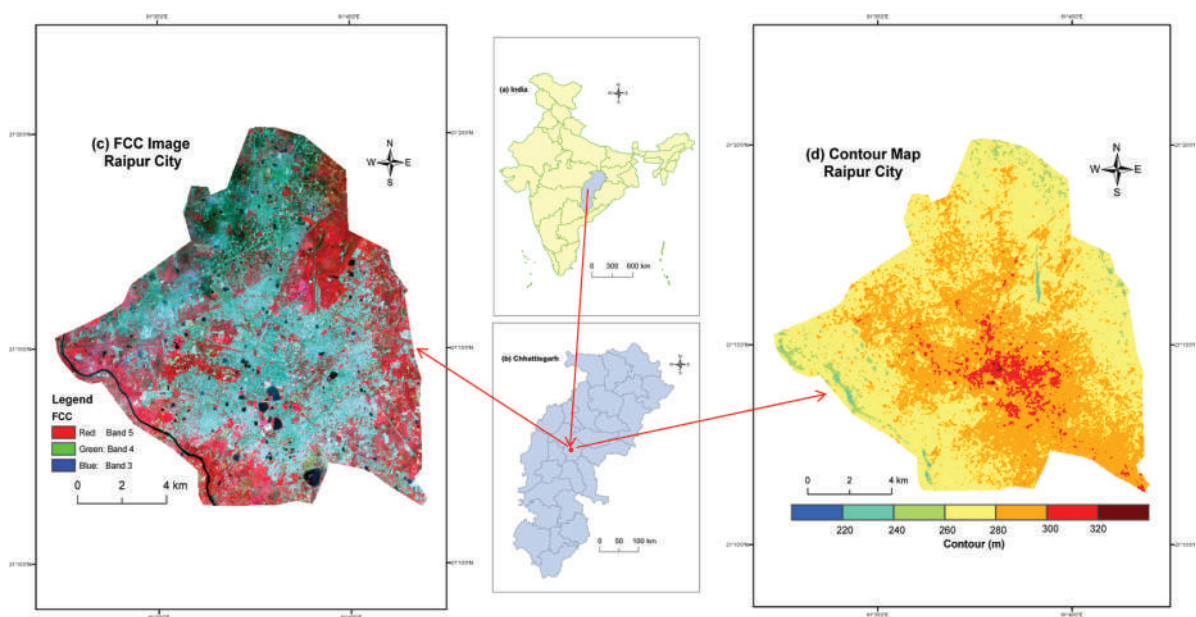 (c) FCC Image
Raipur City
N
W E
S
Legend
FCC
Red: Band 5
Green: Band 4
Blue: Band 3
0 2 4 km
(a) India
0 300 600 km
(b) Chhattisgarh
0 50 100 km
(d) Contour Map
Raipur City
N
W E
S
0 2 4 km
220 240 260 280 300 320
Contour (m)